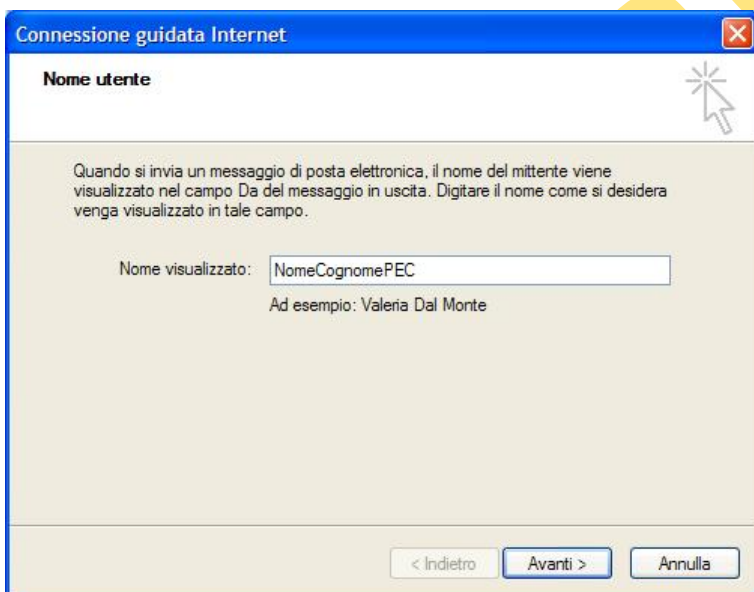 Connessione guidata Internet
Nome utente
Quando si invia un messaggio di posta elettronica, il nome del mittente viene
visualizzato nel campo Da del messaggio in uscita. Digitare il nome come si desidera
venga visualizzato in tale campo.
Nome visualizzato: NomeCognomePEC
Ad esempio: Valeria Dal Monte
< Indietro Avanti > Annulla